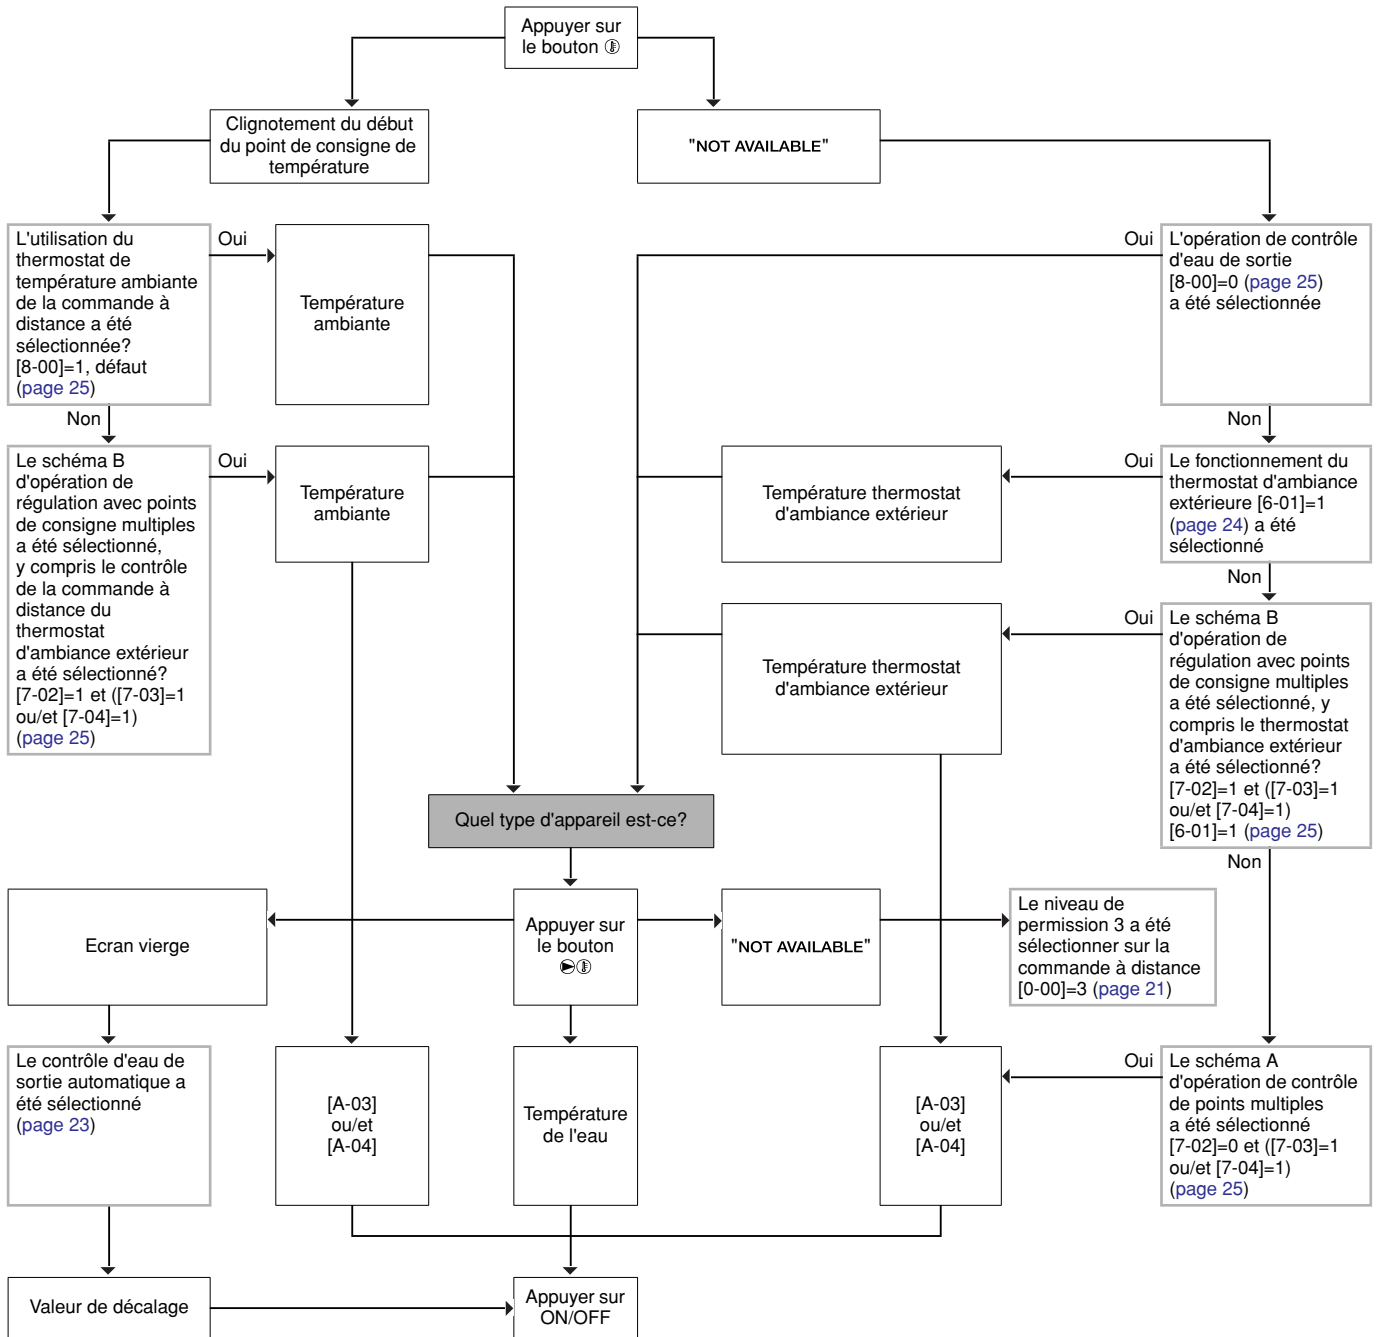 Appuyer sur
le bouton
Clignotement du début
du point de consigne de
température
"NOT AVAILABLE"
L'utilisation du
thermostat de
température ambiante
de la commande à
distance a été
sélectionnée?
[8-00]=1, défaut
(page 25)
Oui
Température
ambiante
Oui
L'opération de contrôle
d'eau de sortie
[8-00]=0 (page 25)
a été sélectionnée
Non
Non
Le schéma B
d'opération de
régulation avec points
de consigne multiples
a été sélectionné,
y compris le contrôle
de la commande à
distance du
thermostat
d'ambiance extérieur
a été sélectionné?
[7-02]=1 et ([7-03]=1
ou/et [7-04]=1)
(page 25)
Oui
Température
ambiante
Température thermostat
d'ambiance extérieur
Oui
Le fonctionnement du
thermostat d'ambiance
extérieure [6-01]=1
(page 24) a été
sélectionné
Non
Température thermostat
d'ambiance extérieur
Oui
Le schéma B
d'opération de
régulation avec points
de consigne multiples
a été sélectionné, y
compris le thermostat
d'ambiance extérieur
a été sélectionné?
[7-02]=1 et ([7-03]=1
ou/et [7-04]=1)
[6-01]=1 (page 25)
Quel type d'appareil est-ce?
Non
Ecran vierge
Appuyer sur
le bouton
"NOT AVAILABLE"
Le niveau de
permission 3 a été
sélectionner sur la
commande à distance
[0-00]=3 (page 21)
Le contrôle d'eau de
sortie automatique a
été sélectionné
(page 23)
[A-03]
ou/et
[A-04]
Température
de l'eau
[A-03]
ou/et
[A-04]
Oui
Le schéma A
d'opération de contrôle
de points multiples
a été sélectionné
[7-02]=0 et ([7-03]=1
ou/et [7-04]=1)
(page 25)
Valeur de décalage
Appuyer sur
ON/OFF